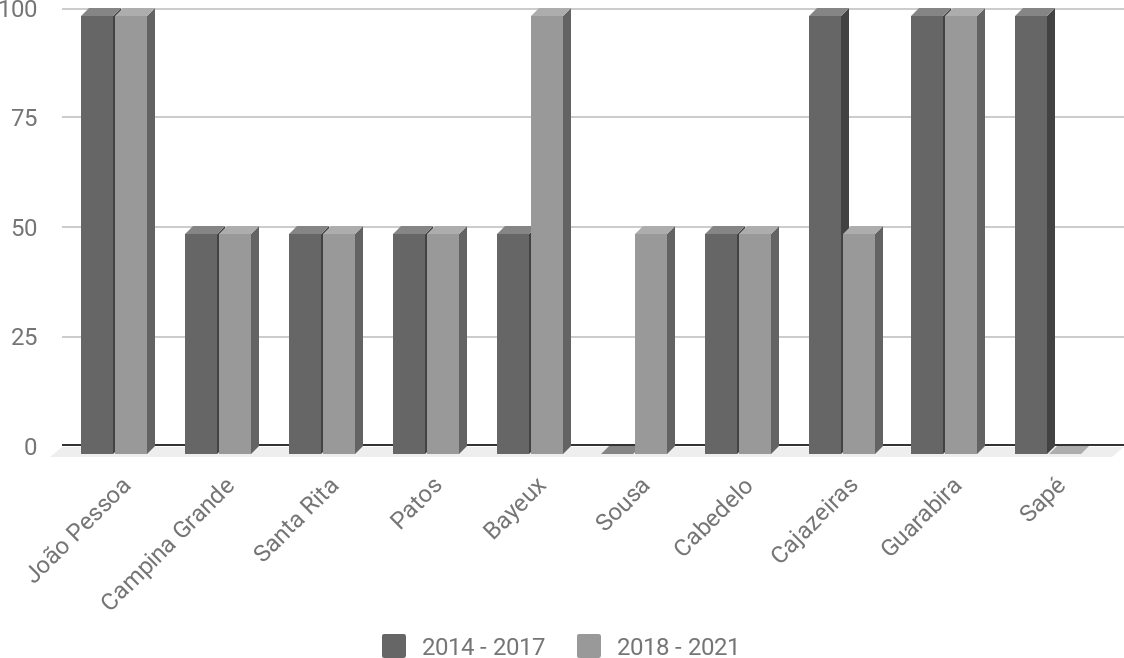 100
75
50
25
0
João Pessoa
Campina Grande
Santa Rita
Patos
Bayeux
Sousa
Cabedelo
Cajazeiras
Guarabira
Sapé
2014 - 2017
2018 - 2021